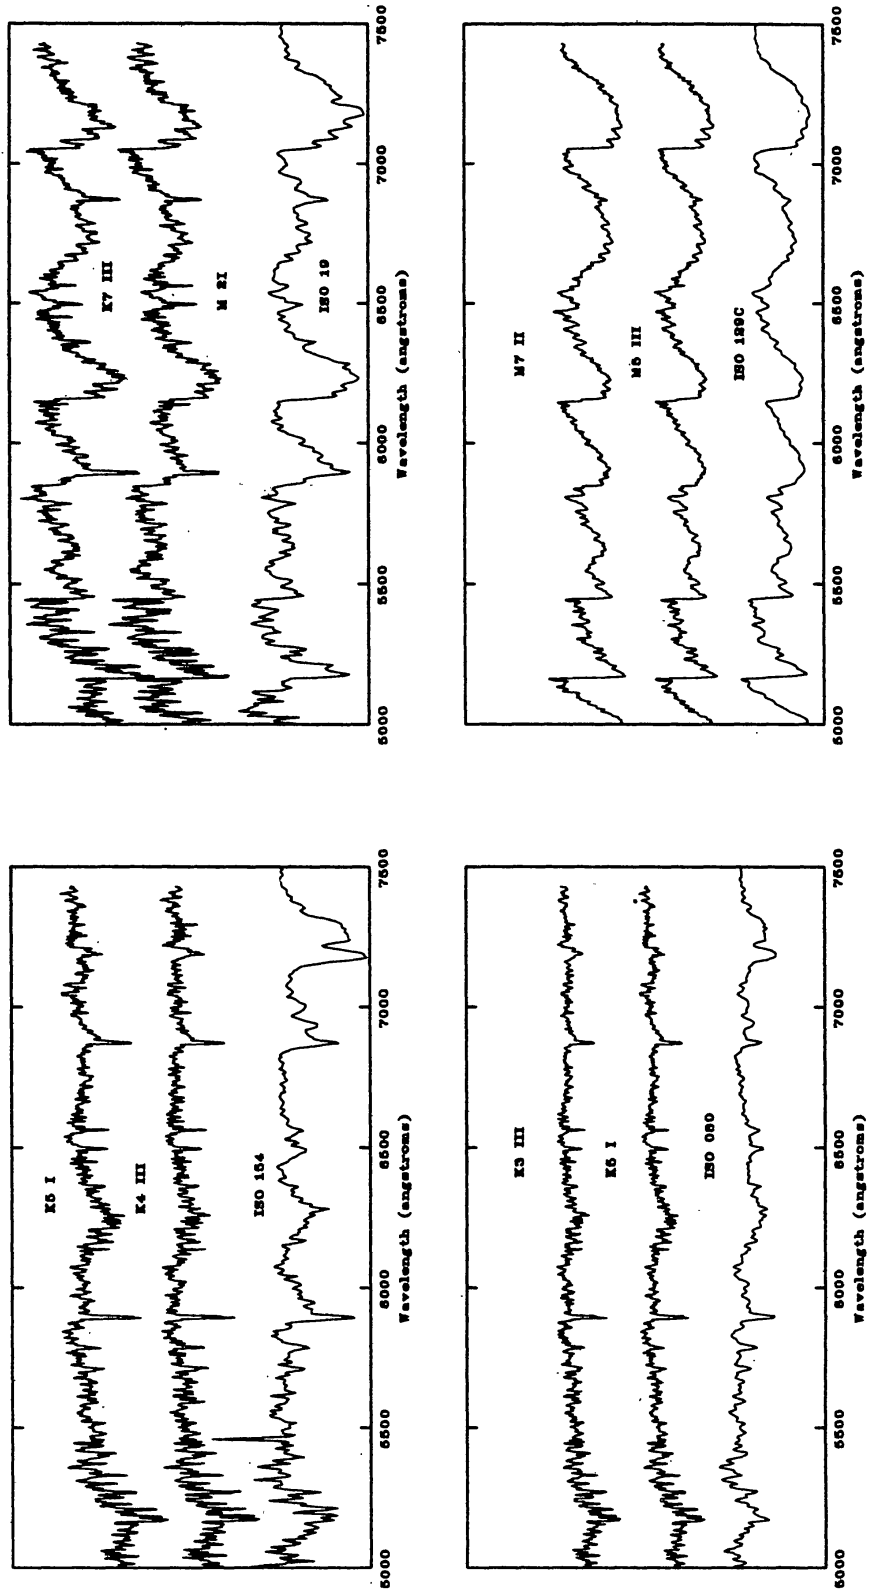 K5 I
K4 III
ISO 154
5000 5500 6000 6500 7000 7500
Wavelength (angstroms)
K7 III
M 2I
ISO 19
5000 5500 6000 6500 7000 7500
Wavelength (angstroms)
K3 III
K5 I
ISO 080
5000 5500 6000 6500 7000 7500
Wavelength (angstroms)
M7 II
M5 III
ISO 129C
5000 5500 6000 6500 7000 7500
Wavelength (angstroms)